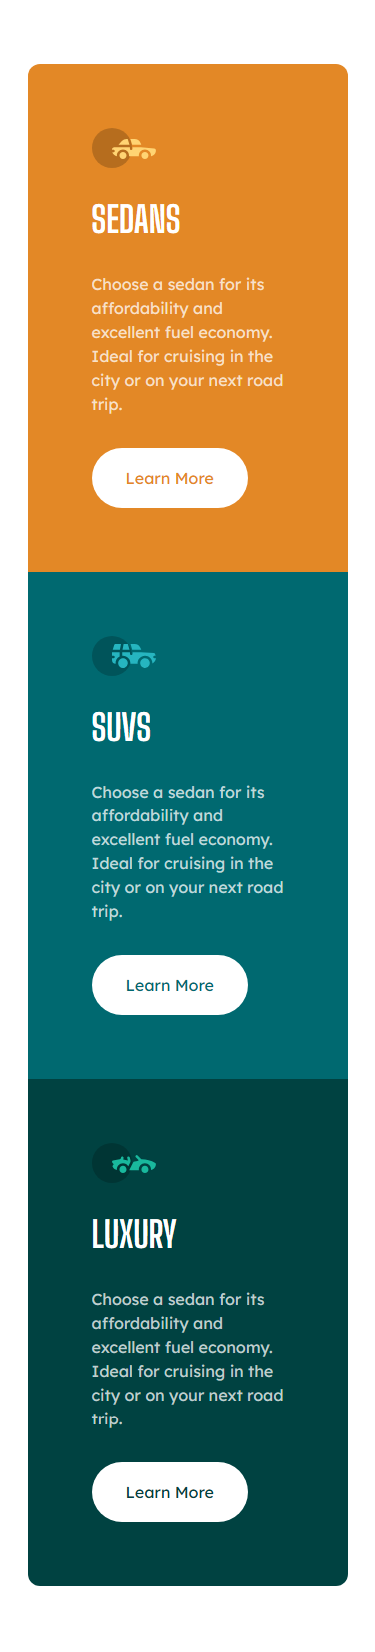 SEDANS
Choose a sedan for its
affordability and
excellent fuel economy.
Ideal for cruising in the
city or on your next road
trip.
Learn More
SUVS
Choose a sedan for its
affordability and
excellent fuel economy.
Ideal for cruising in the
city or on your next road
trip.
Learn More
LUXURY
Choose a sedan for its
affordability and
excellent fuel economy.
Ideal for cruising in the
city or on your next road
trip.
Learn More